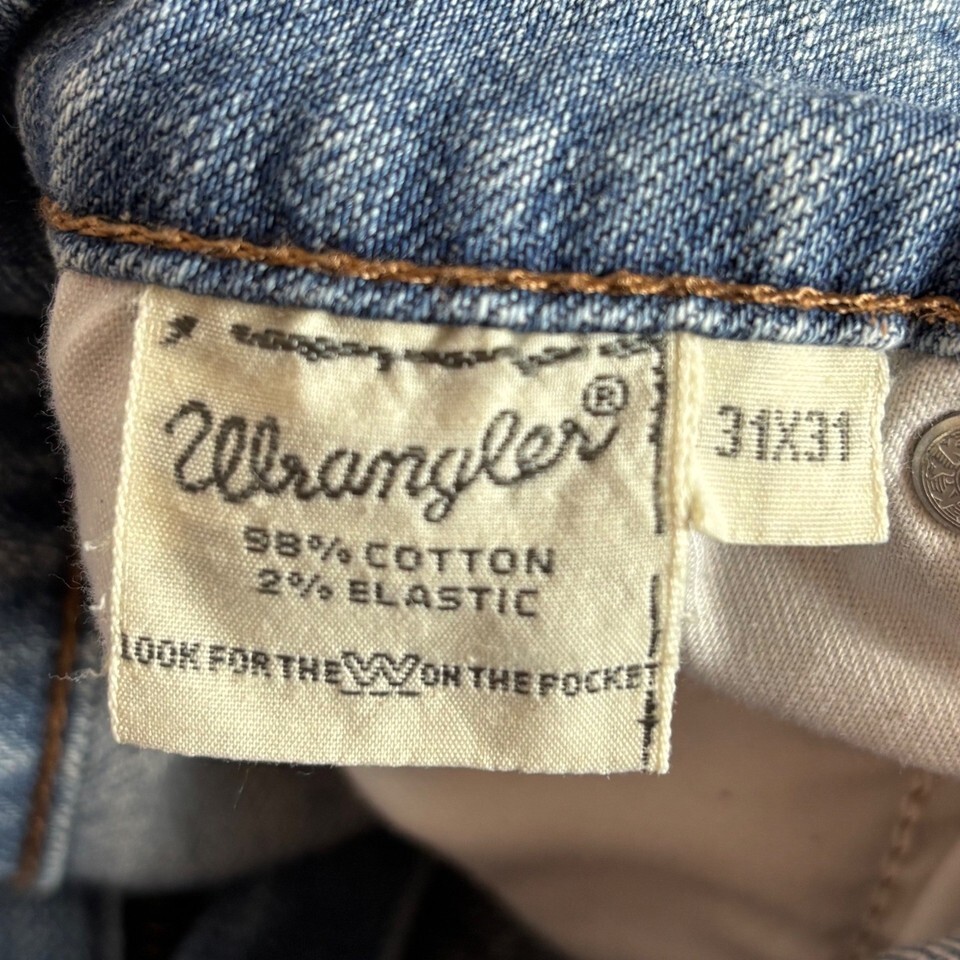 Wrangler®
98% COTTON
2% ELASTIC
LOOK FOR THE W ON THE POCKET
31X31